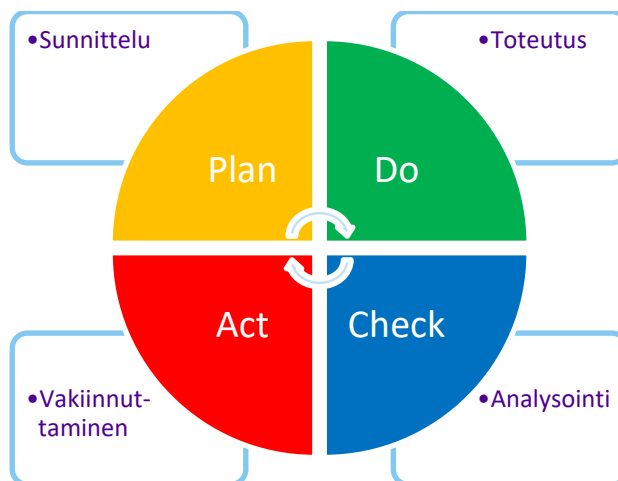 •Sunnittelu
•Toteutus
Plan
Do
Act
Check
•Vakiinnut-
taminen
•Analysointi